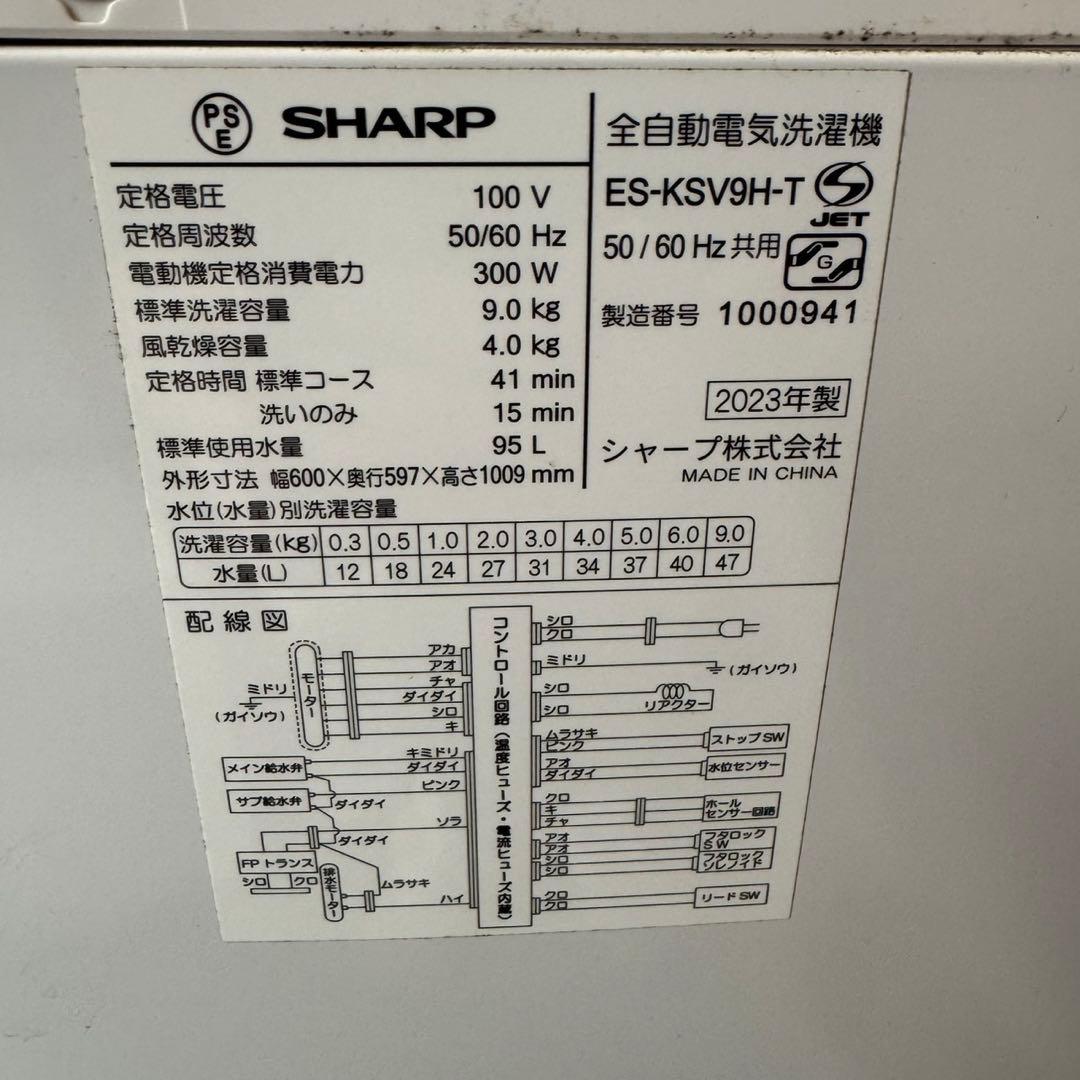 PSE SHARP
定格電圧 100 V
定格周波数 50/60 Hz
電動機定格消費電力 300 W
標準洗濯容量 9.0 kg
風乾燥容量 4.0 kg
定格時間 標準コース 41 min
洗いのみ 15 min
標準使用水量 95 L
外形寸法 幅600×奥行597×高さ1009 mm
全自動電気洗濯機
ES-KSV9H-T
JET
50/60 Hz 共用
G
製造番号 1000941
2023年製
シャープ株式会社
MADE IN CHINA
水位(水量)別洗濯容量
洗濯容量(kg) 0.3 0.5 1.0 2.0 3.0 4.0 5.0 6.0 9.0
水量(L) 12 18 24 27 31 34 37 40 47
配線図
モーター
ミドリ
(ガイソウ)
アカ
アオ
チャ
ダイダイ
シロ
キ
メイン給水弁
キミドリ
ダイダイ
サブ給水弁
ピンク
ダイダイ
ソラ
ダイダイ
FPトランス
シロ クロ
排水モーター
ムラサキ
ハイ
コントロール回路(温度ヒューズ・電流ヒューズ内蔵)
シロ
クロ
ミドリ
(ガイソウ)
シロ
シロ
リアクター
ムラサキ
ピンク
ストップSW
アオ
ダイダイ
水位センサー
クロ
キ
チャ
ホール
センサー回路
アオ
アオ
フタロック
SW
シロ
シロ
フタロック
ソレノイド
クロ
クロ
リードSW